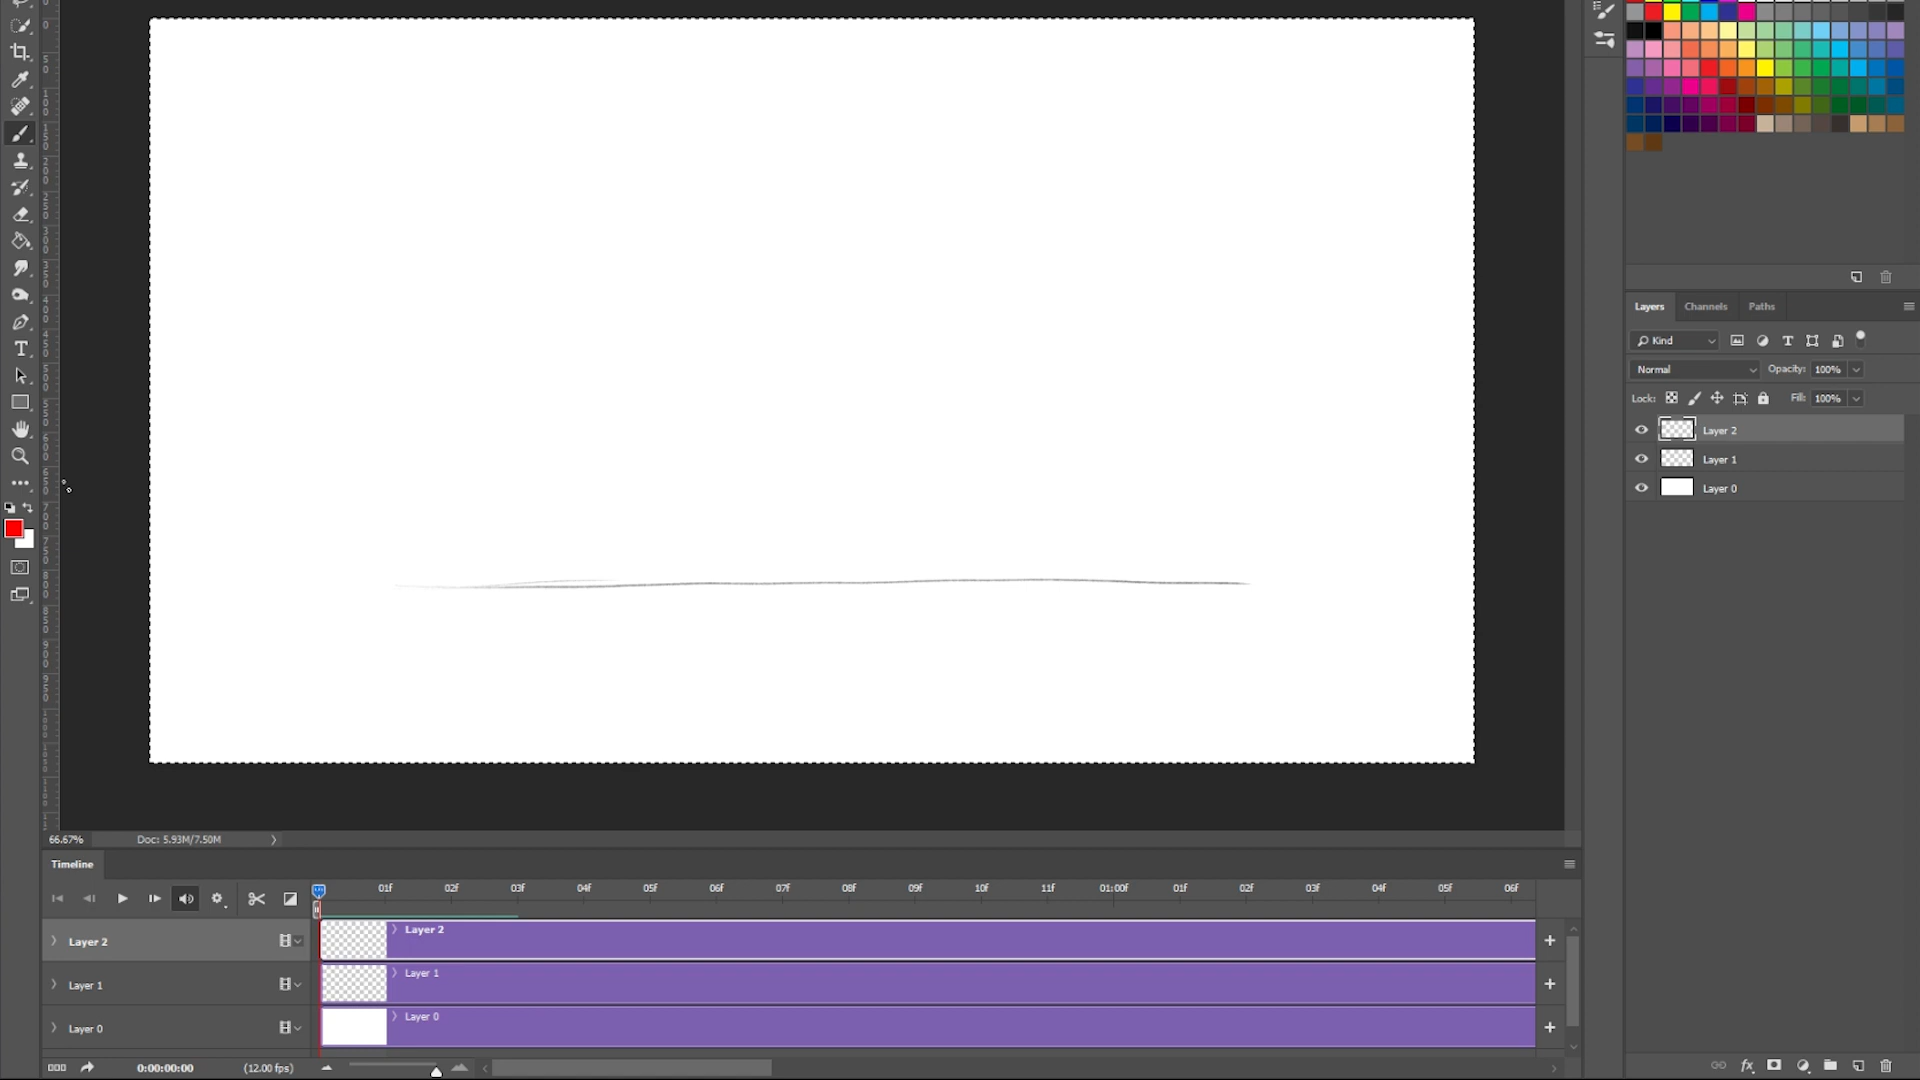 Layers Channels Paths
Kind
Normal Opacity: 100%
Lock: Fill: 100%
Layer 2
Layer 1
Layer 0
66.67% Doc: 5.93M/7.50M
Timeline
01f 02f 03f 04f 05f 06f 07f 08f 09f 10f 11f 01:00f 01f 02f 03f 04f 05f 06f
Layer 2 Layer 2
Layer 1 Layer 1
Layer 0 Layer 0
0:00:00:00 (12.00 fps)